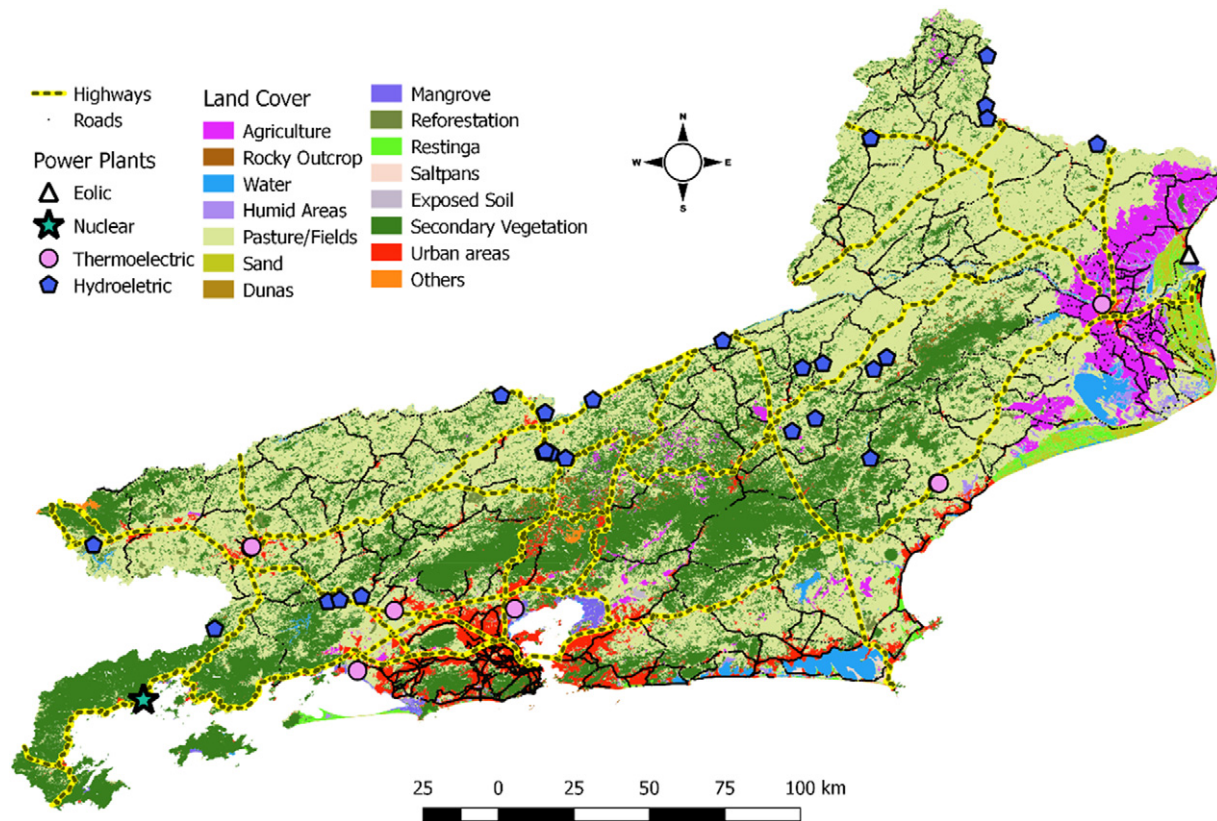 Highways
Roads
Power Plants
Eolic
Nuclear
Thermoelectric
Hydroeletric
Land Cover
Agriculture
Rocky Outcrop
Water
Humid Areas
Pasture/Fields
Sand
Dunas
Mangrove
Reforestation
Restinga
Saltpans
Exposed Soil
Secondary Vegetation
Urban areas
Others
N
W E
S
25 0 25 50 75 100 km